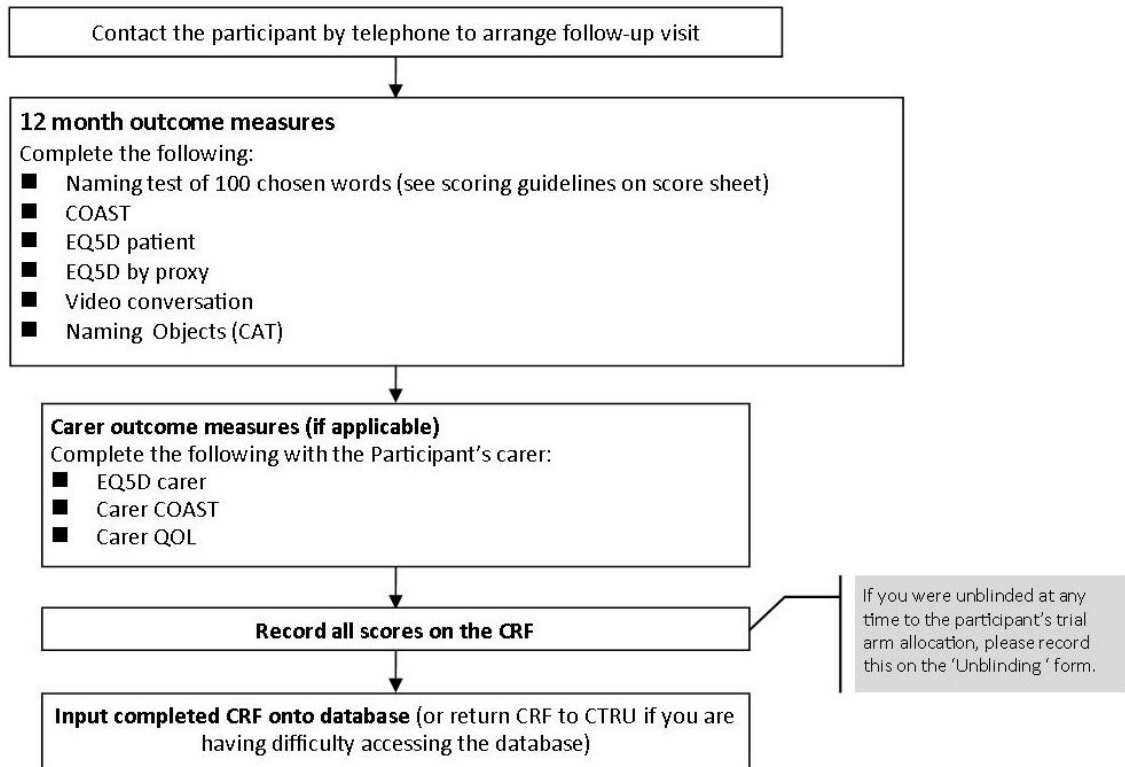 Contact the participant by telephone to arrange follow-up visit
12 month outcome measures
Complete the following:
■ Naming test of 100 chosen words (see scoring guidelines on score sheet)
■ COAST
■ EQ5D patient
■ EQ5D by proxy
■ Video conversation
■ Naming Objects (CAT)
Carer outcome measures (if applicable)
Complete the following with the Participant's carer:
■ EQ5D carer
■ Carer COAST
■ Carer QOL
Record all scores on the CRF
If you were unblinded at any
time to the participant's trial
arm allocation, please record
this on the 'Unblinding ' form.
Input completed CRF onto database (or return CRF to CTRU if you are
having difficulty accessing the database)